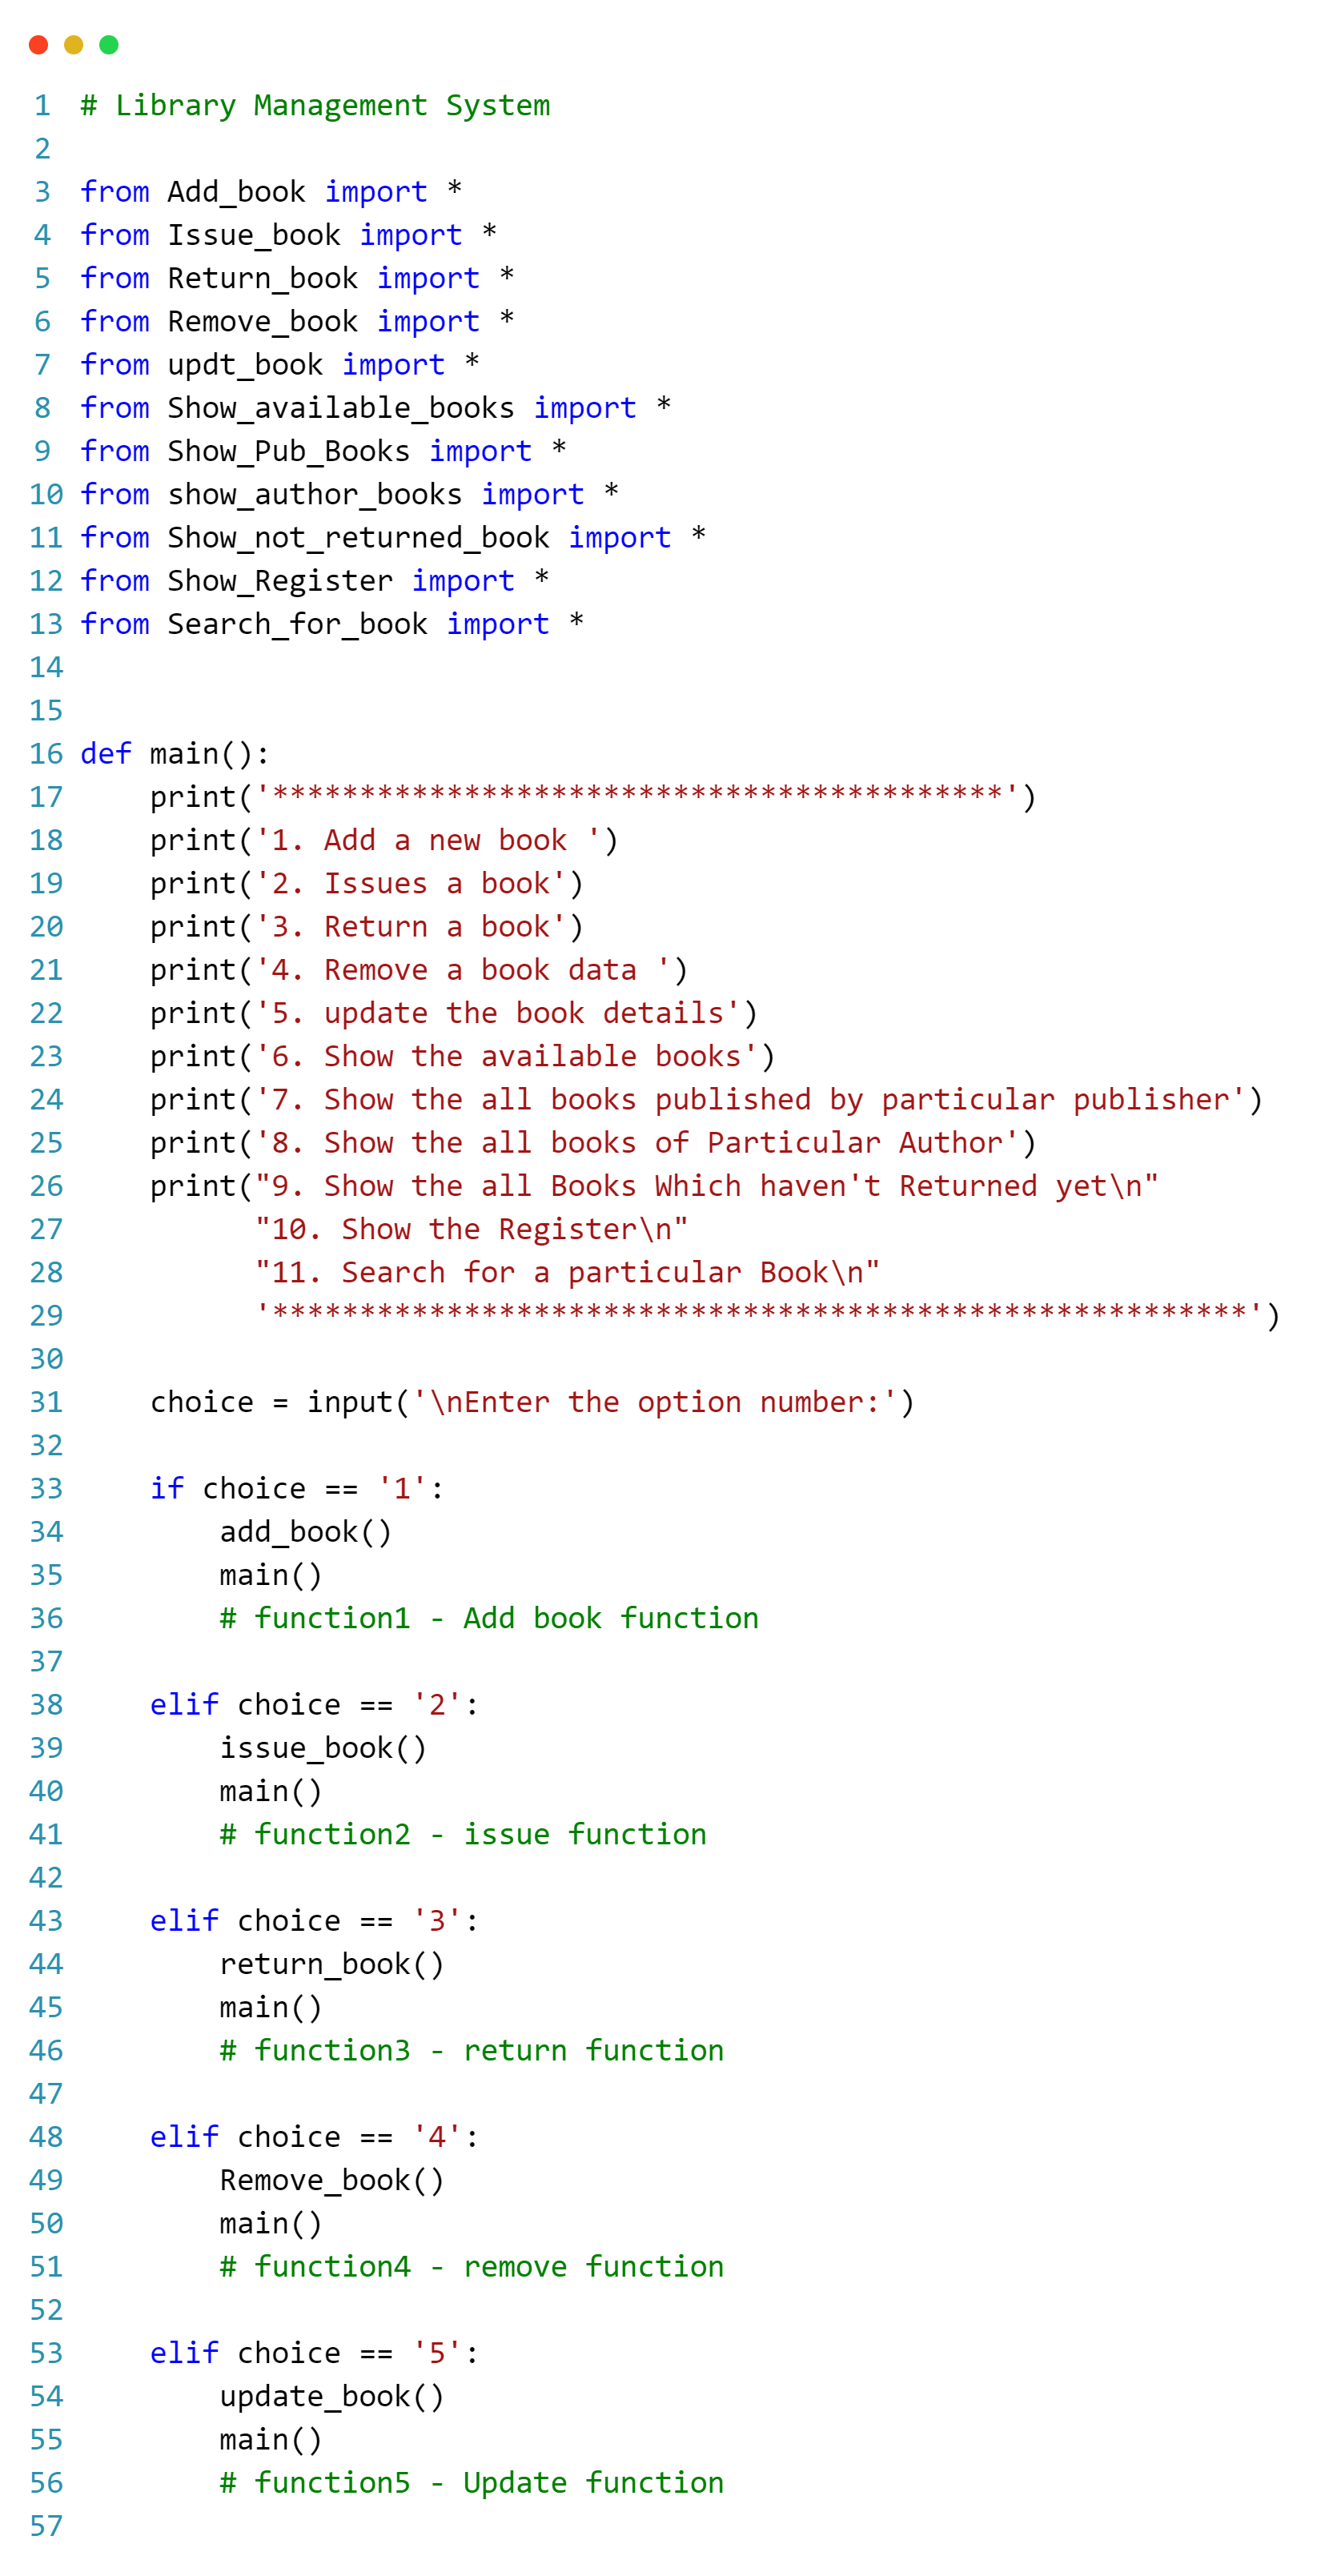 1 # Library Management System
2
3 from Add_book import *
4 from Issue_book import *
5 from Return_book import *
6 from Remove_book import *
7 from updt_book import *
8 from Show_available_books import *
9 from Show_Pub_Books import *
10 from show_author_books import *
11 from Show_not_returned_book import *
12 from Show_Register import *
13 from Search_for_book import *
14
15
16 def main():
17     print('******************************************')
18     print('1. Add a new book ')
19     print('2. Issues a book')
20     print('3. Return a book')
21     print('4. Remove a book data ')
22     print('5. update the book details')
23     print('6. Show the available books')
24     print('7. Show the all books published by particular publisher')
25     print('8. Show the all books of Particular Author')
26     print("9. Show the all Books Which haven't Returned yet\n"
27           "10. Show the Register\n"
28           "11. Search for a particular Book\n"
29           '********************************************************')
30
31     choice = input('\nEnter the option number:')
32
33     if choice == '1':
34         add_book()
35         main()
36         # function1 - Add book function
37
38     elif choice == '2':
39         issue_book()
40         main()
41         # function2 - issue function
42
43     elif choice == '3':
44         return_book()
45         main()
46         # function3 - return function
47
48     elif choice == '4':
49         Remove_book()
50         main()
51         # function4 - remove function
52
53     elif choice == '5':
54         update_book()
55         main()
56         # function5 - Update function
57